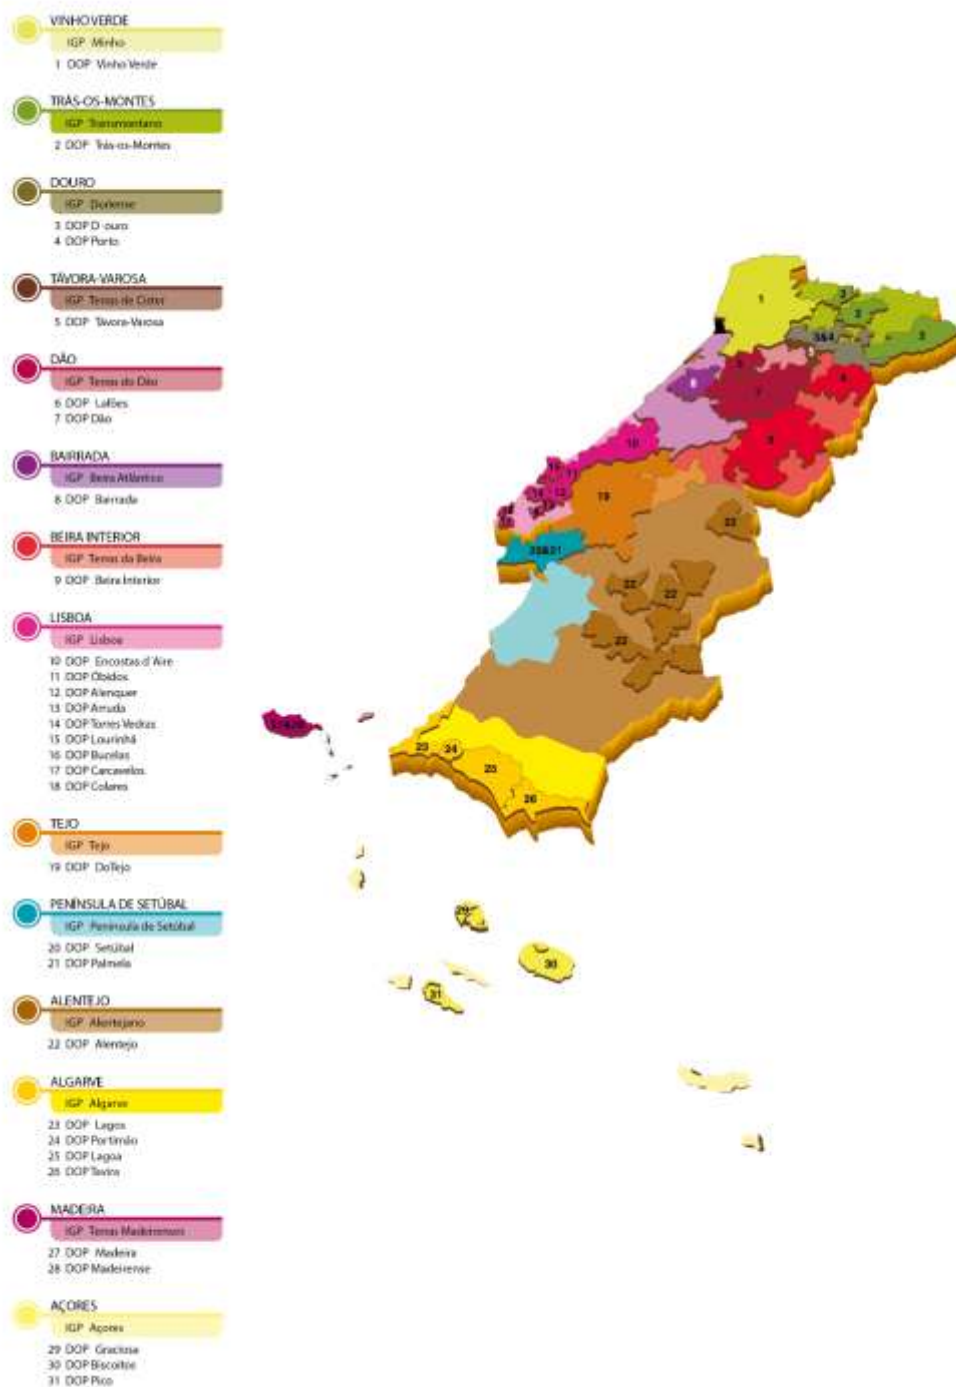 VINHO VERDE
IGP Minho
1 DOP Vinho Verde
TRÁS-OS-MONTES
IGP Transmontano
2 DOP Trás-os-Montes
DOURO
IGP Duriense
3 DOP D ouro
4 DOP Porto
TÁVORA-VAROSA
IGP Terras de Cister
5 DOP Távora-Varosa
DÃO
IGP Terras do Dão
6 DOP Lafões
7 DOP Dão
BAIRRADA
IGP Beira Atlântico
8 DOP Bairrada
BEIRA INTERIOR
IGP Terras da Beira
9 DOP Beira Interior
LISBOA
IGP Lisboa
10 DOP Encostas d'Aire
11 DOP Óbidos
12 DOP Alenquer
13 DOP Arruda
14 DOP Torres Vedras
15 DOP Lourinhã
16 DOP Bucelas
17 DOP Carcavelos
18 DOP Colares
TEJO
IGP Tejo
19 DOP DoTejo
PENÍNSULA DE SETÚBAL
IGP Península de Setúbal
20 DOP Setúbal
21 DOP Palmela
ALENTEJO
IGP Alentejano
22 DOP Alentejo
ALGARVE
IGP Algarve
23 DOP Lagos
24 DOP Portimão
25 DOP Lagoa
26 DOP Tavira
MADEIRA
IGP Terras Madeirenses
27 DOP Madeira
28 DOP Madeirense
AÇORES
IGP Açores
29 DOP Graciosa
30 DOP Biscoitos
31 DOP Pico
1
2
2
2
3&4
5
8
7
9
9
10
11
12
19
22
20&21
22
22
22
23
24
25
26
29
30
31